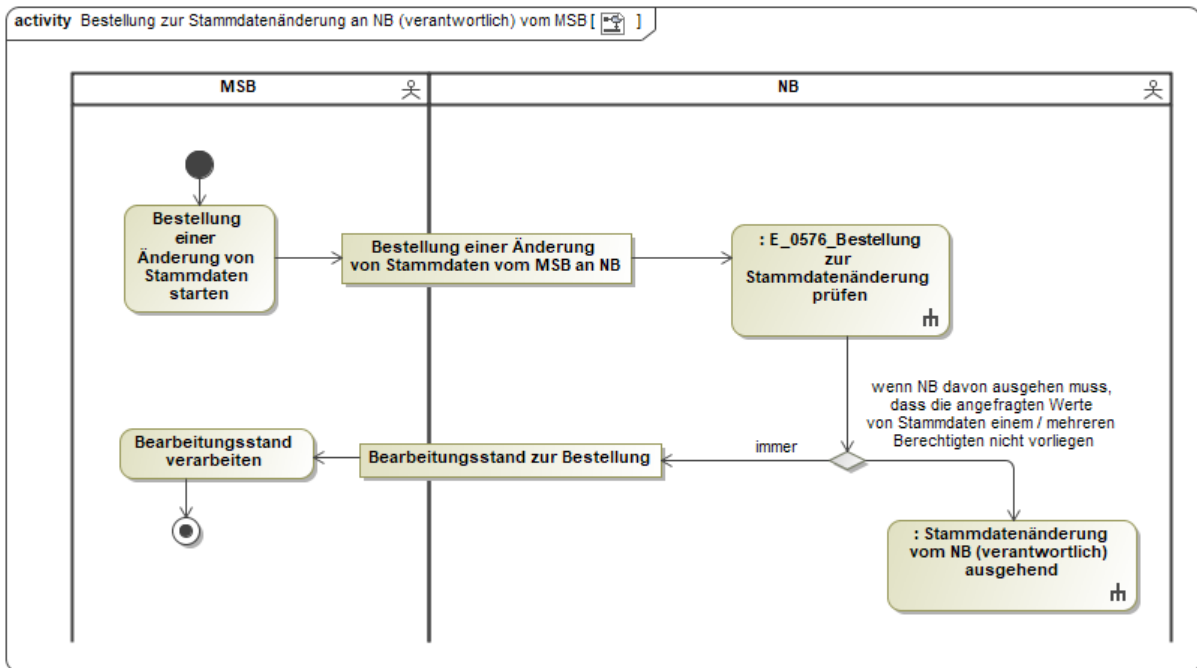 activity Bestellung zur Stammdatenänderung an NB (verantwortlich) vom MSB [ ]
MSB
NB
Bestellung
einer
Änderung von
Stammdaten
starten
Bestellung einer Änderung
von Stammdaten vom MSB an NB
: E_0576_Bestellung
zur
Stammdatenänderung
prüfen
wenn NB davon ausgehen muss,
dass die angefragten Werte
von Stammdaten einem / mehreren
Berechtigten nicht vorliegen
immer
Bearbeitungsstand zur Bestellung
Bearbeitungsstand
verarbeiten
: Stammdatenänderung
vom NB (verantwortlich)
ausgehend